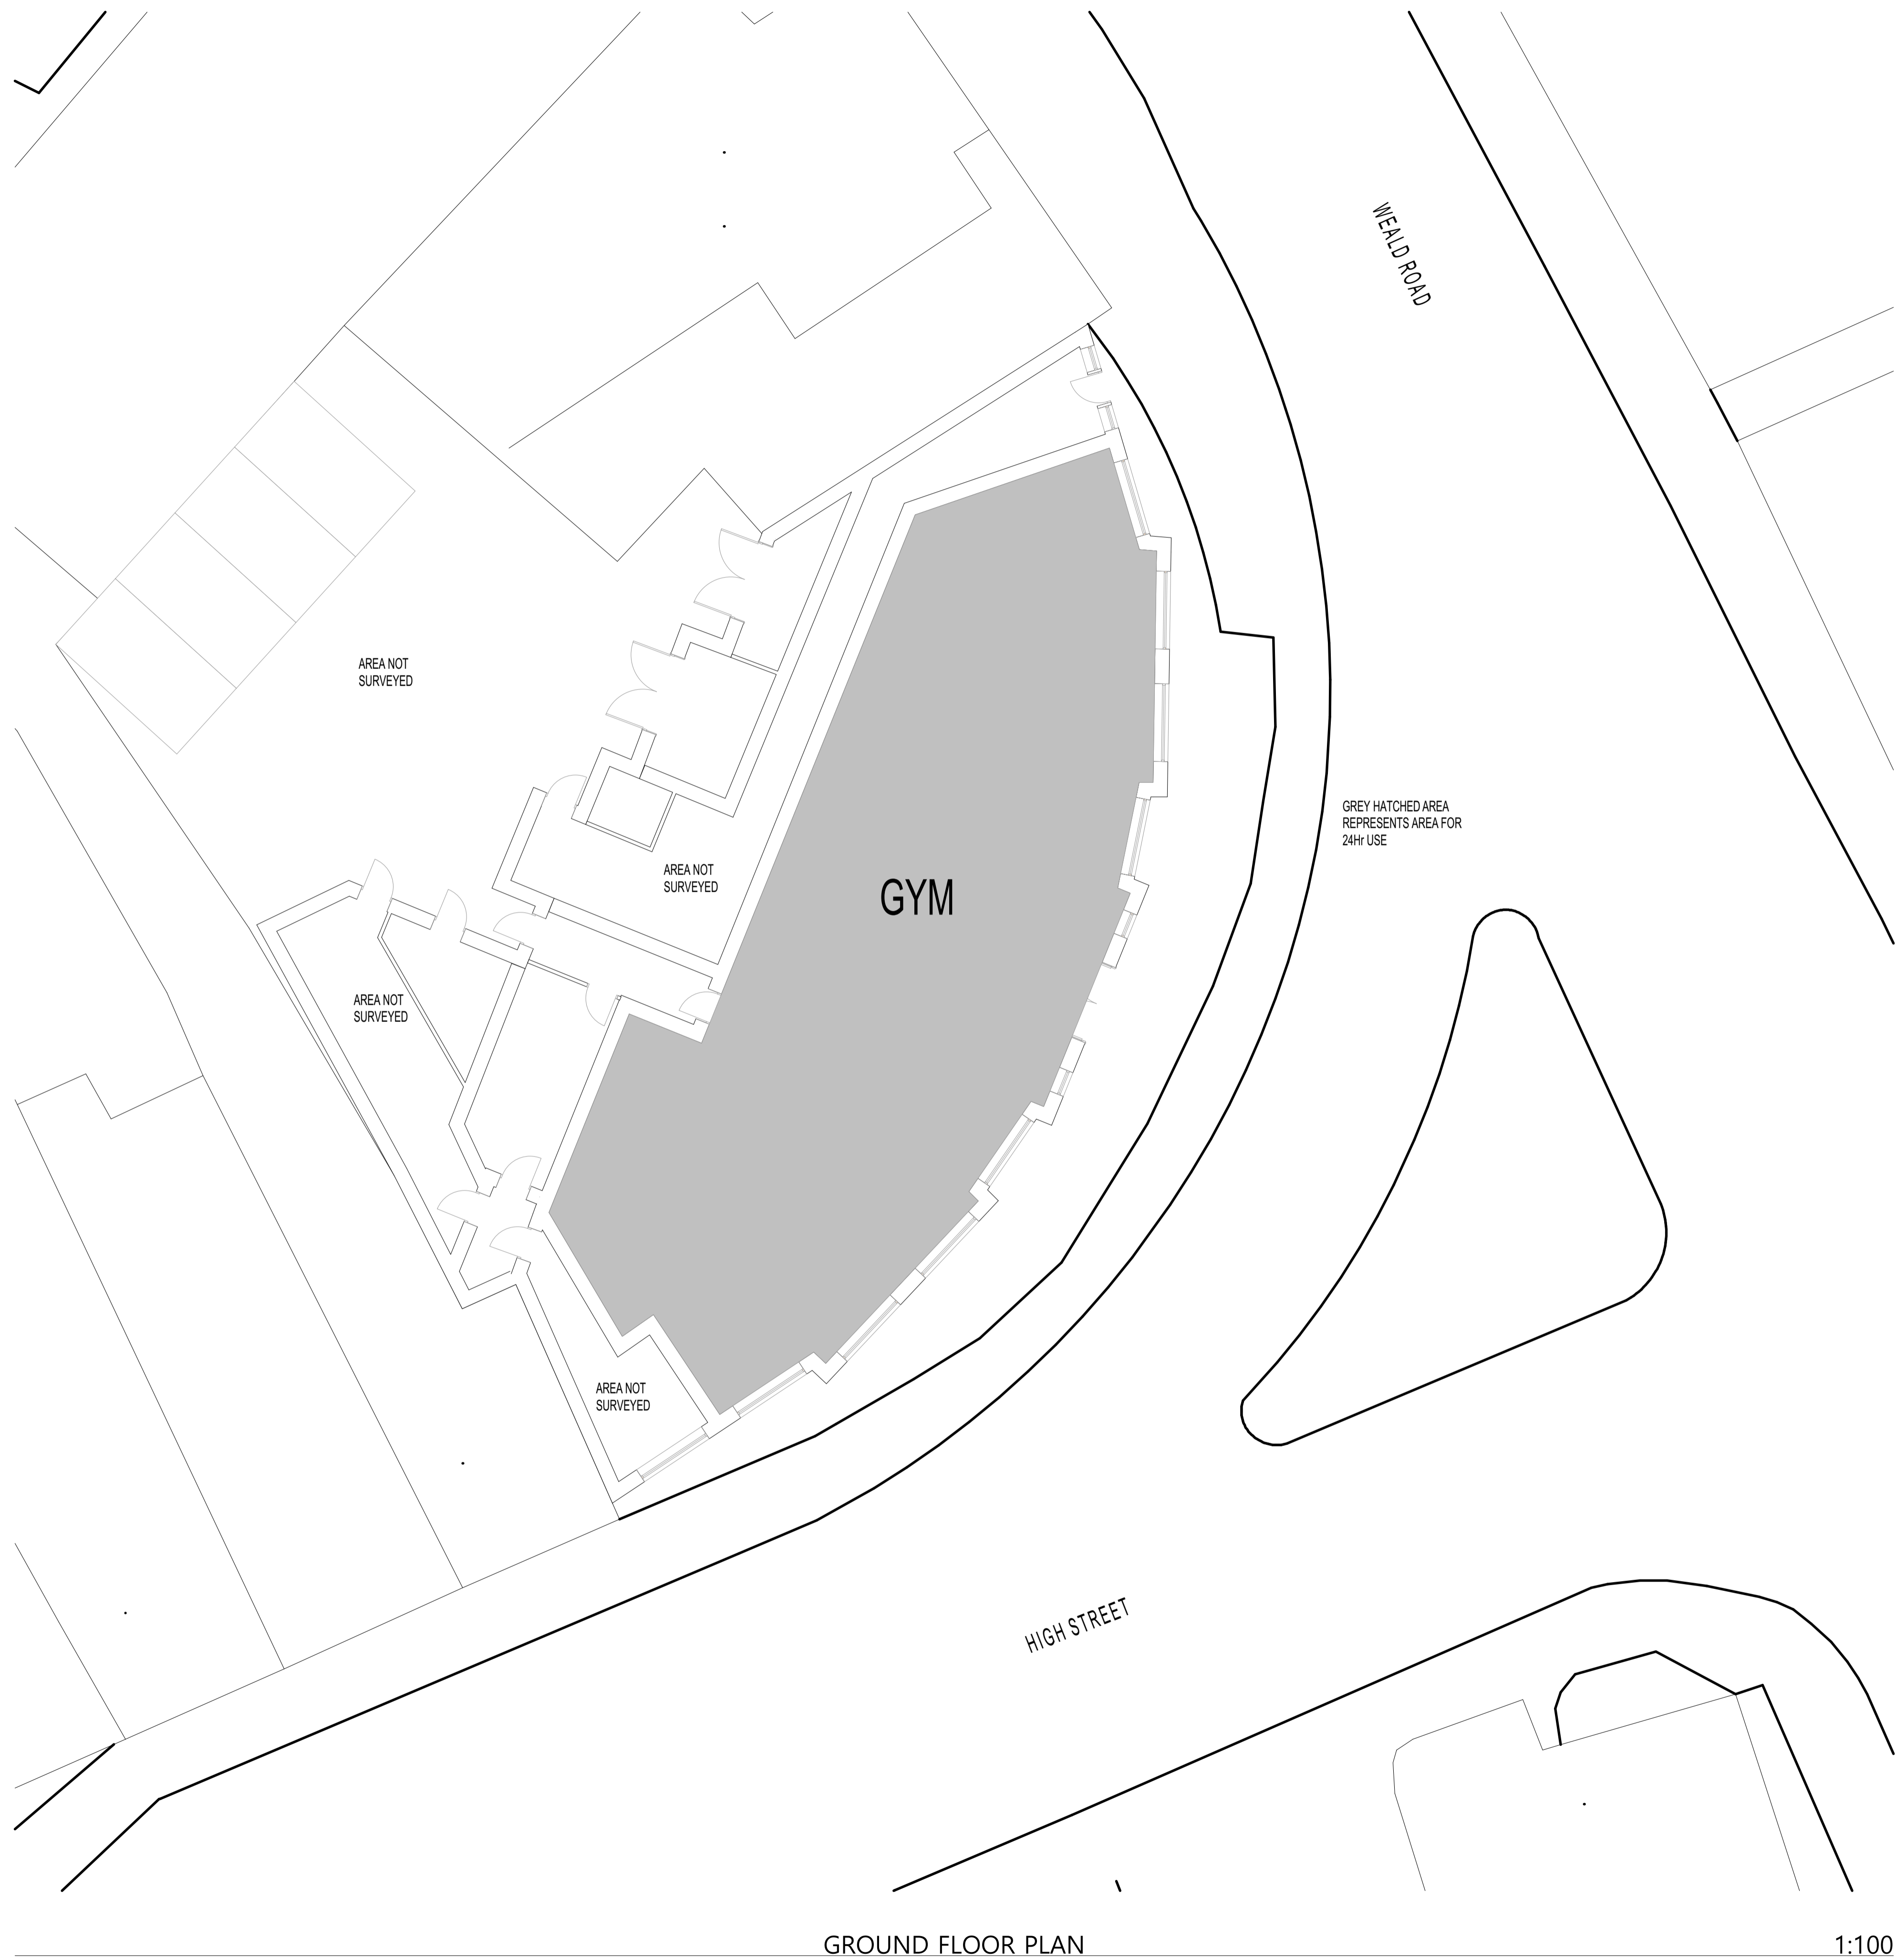 WEALD ROAD
AREA NOT
SURVEYED
GREY HATCHED AREA
REPRESENTS AREA FOR
24Hr USE
AREA NOT
SURVEYED
GYM
AREA NOT
SURVEYED
AREA NOT
SURVEYED
HIGH STREET
GROUND FLOOR PLAN
1:100